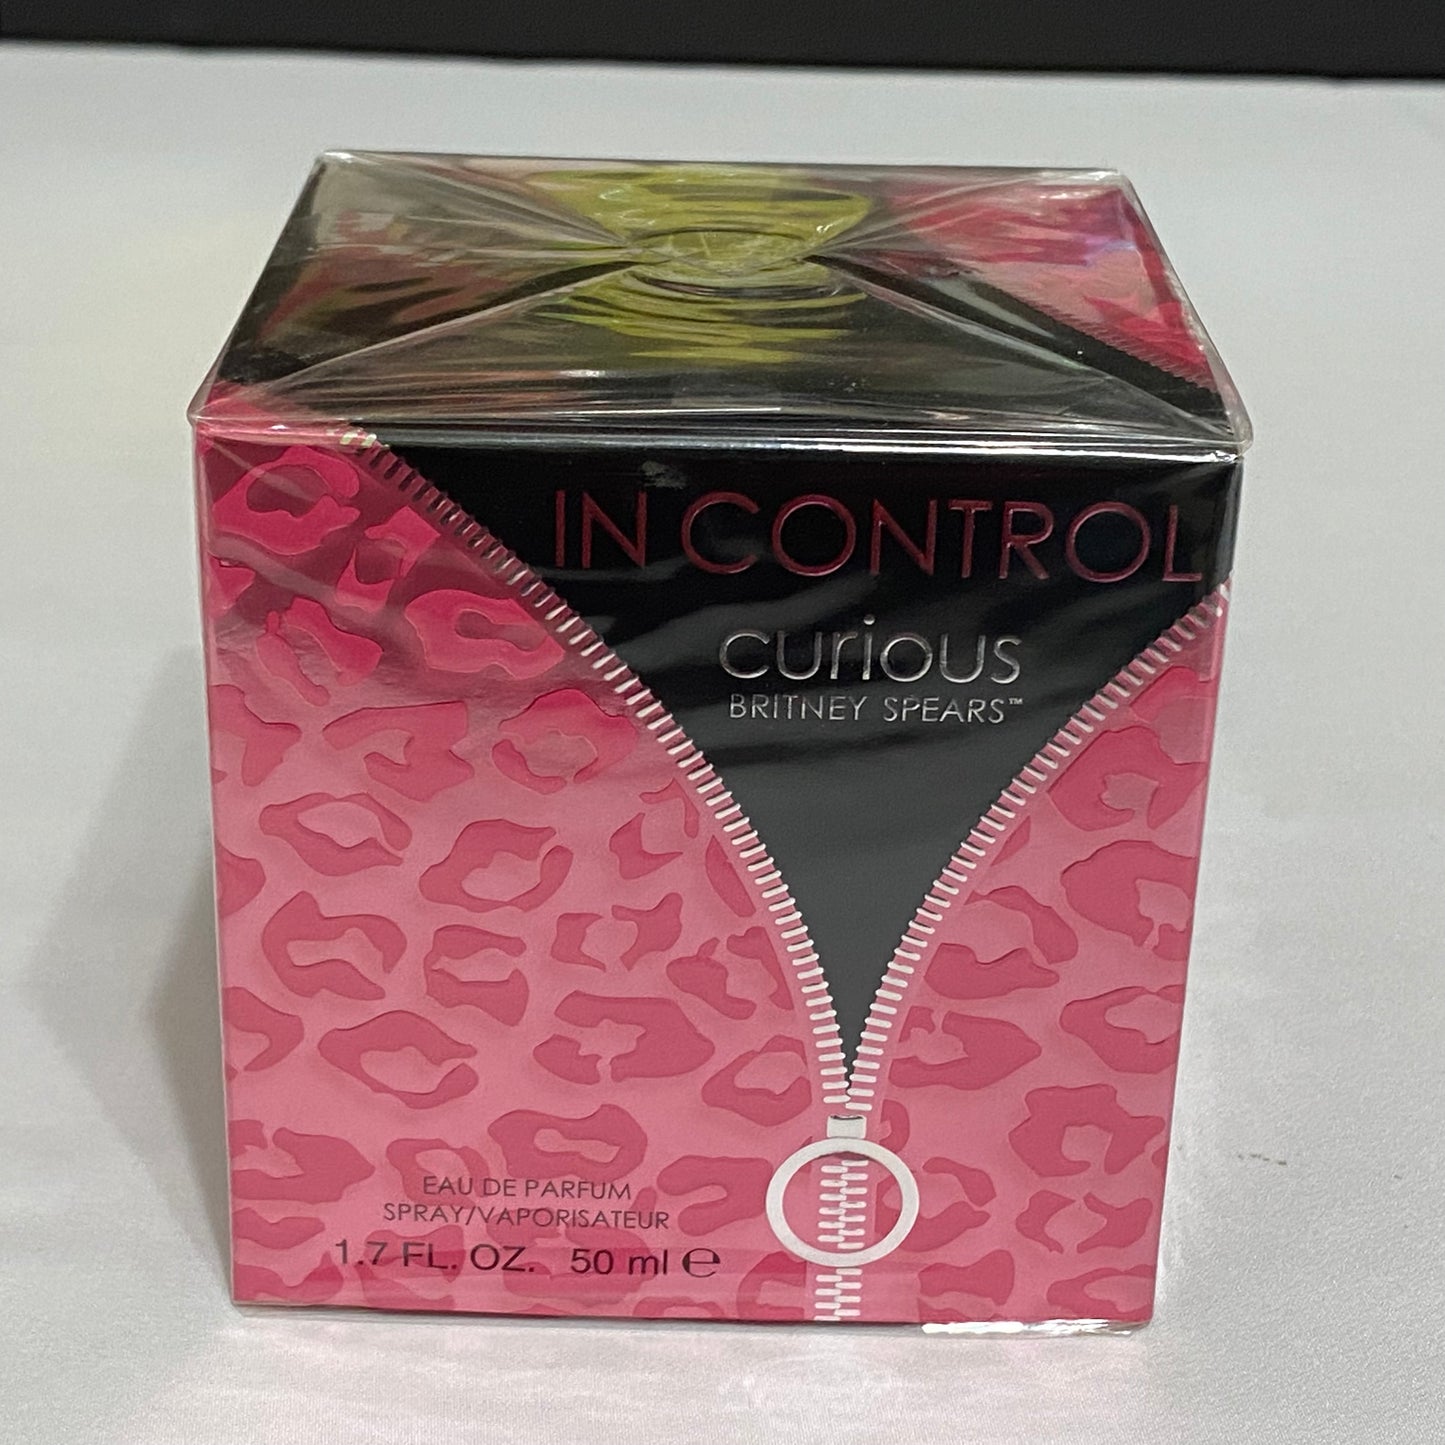 IN CONTROL
curious
BRITNEY SPEARS™
EAU DE PARFUM
SPRAY/VAPORISATEUR
1.7 FL. OZ. 50 ml ℮